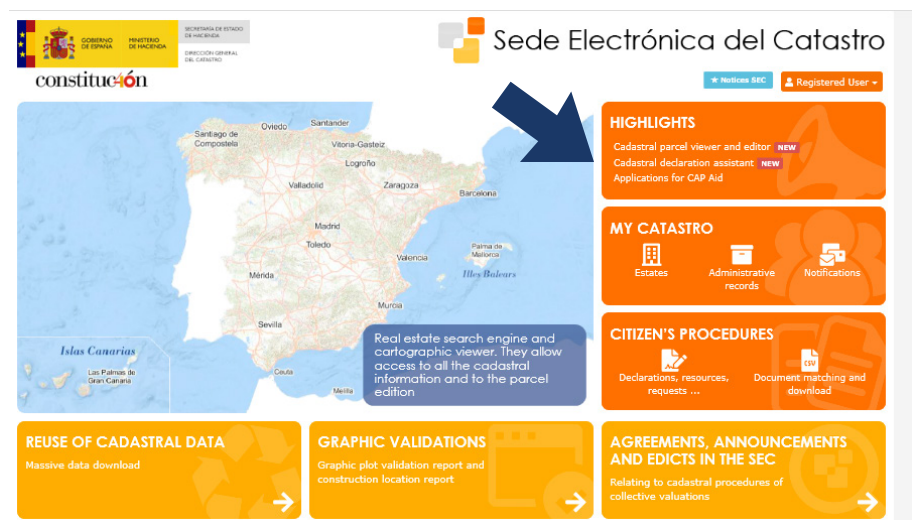 GOBIERNO
DE ESPAÑA
MINISTERIO
DE HACIENDA
SECRETARÍA DE ESTADO
DE HACIENDA
DIRECCIÓN GENERAL
DEL CATASTRO
constituc40ón
Sede Electrónica del Catastro
Notices SEC
Registered User
Santiago de
Compostela
Oviedo
Santander
Vitoria-Gasteiz
Logroño
Valladolid
Zaragoza
Barcelona
Madrid
Toledo
Palma de
Mallorca
Valencia
Mérida
Illes Balears
Murcia
Sevilla
Islas Canarias
Las Palmas de
Gran Canaria
Ceuta
Melilla
Real estate search engine and
cartographic viewer. They allow
access to all the cadastral
information and to the parcel
edition
HIGHLIGHTS
Cadastral parcel viewer and editor NEW
Cadastral declaration assistant NEW
Applications for CAP Aid
MY CATASTRO
Estates
Administrative
records
Notifications
CITIZEN'S PROCEDURES
Declarations, resources,
requests ...
CSV
Document matching and
download
REUSE OF CADASTRAL DATA
Massive data download
GRAPHIC VALIDATIONS
Graphic plot validation report and
construction location report
AGREEMENTS, ANNOUNCEMENTS
AND EDICTS IN THE SEC
Relating to cadastral procedures of
collective valuations